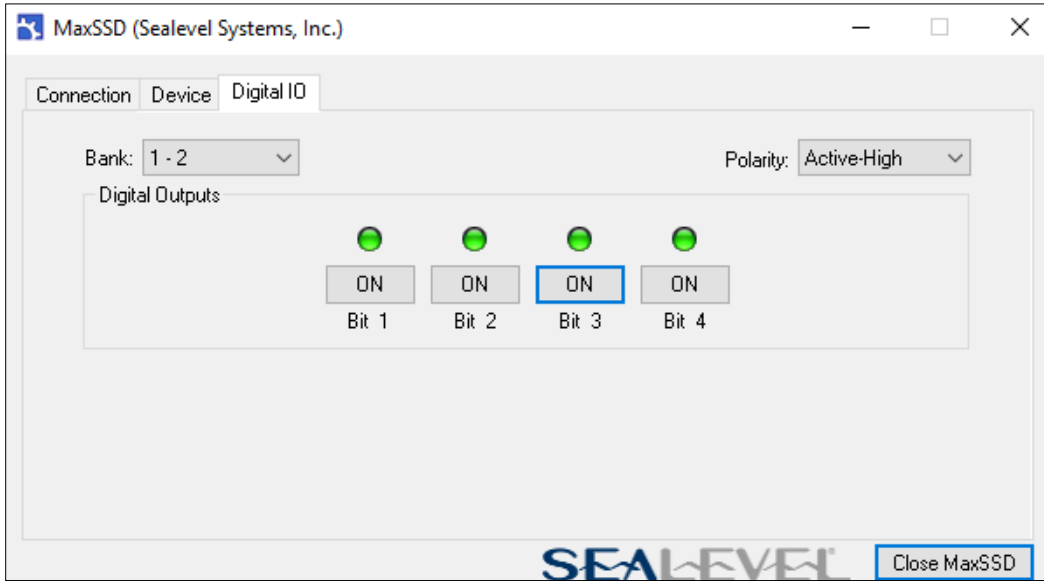 MaxSSD (Sealevel Systems, Inc.)
Connection Device Digital IO
Bank: 1 - 2 Polarity: Active-High
Digital Outputs
ON ON ON ON
Bit 1 Bit 2 Bit 3 Bit 4
SEALEVEL
Close MaxSSD